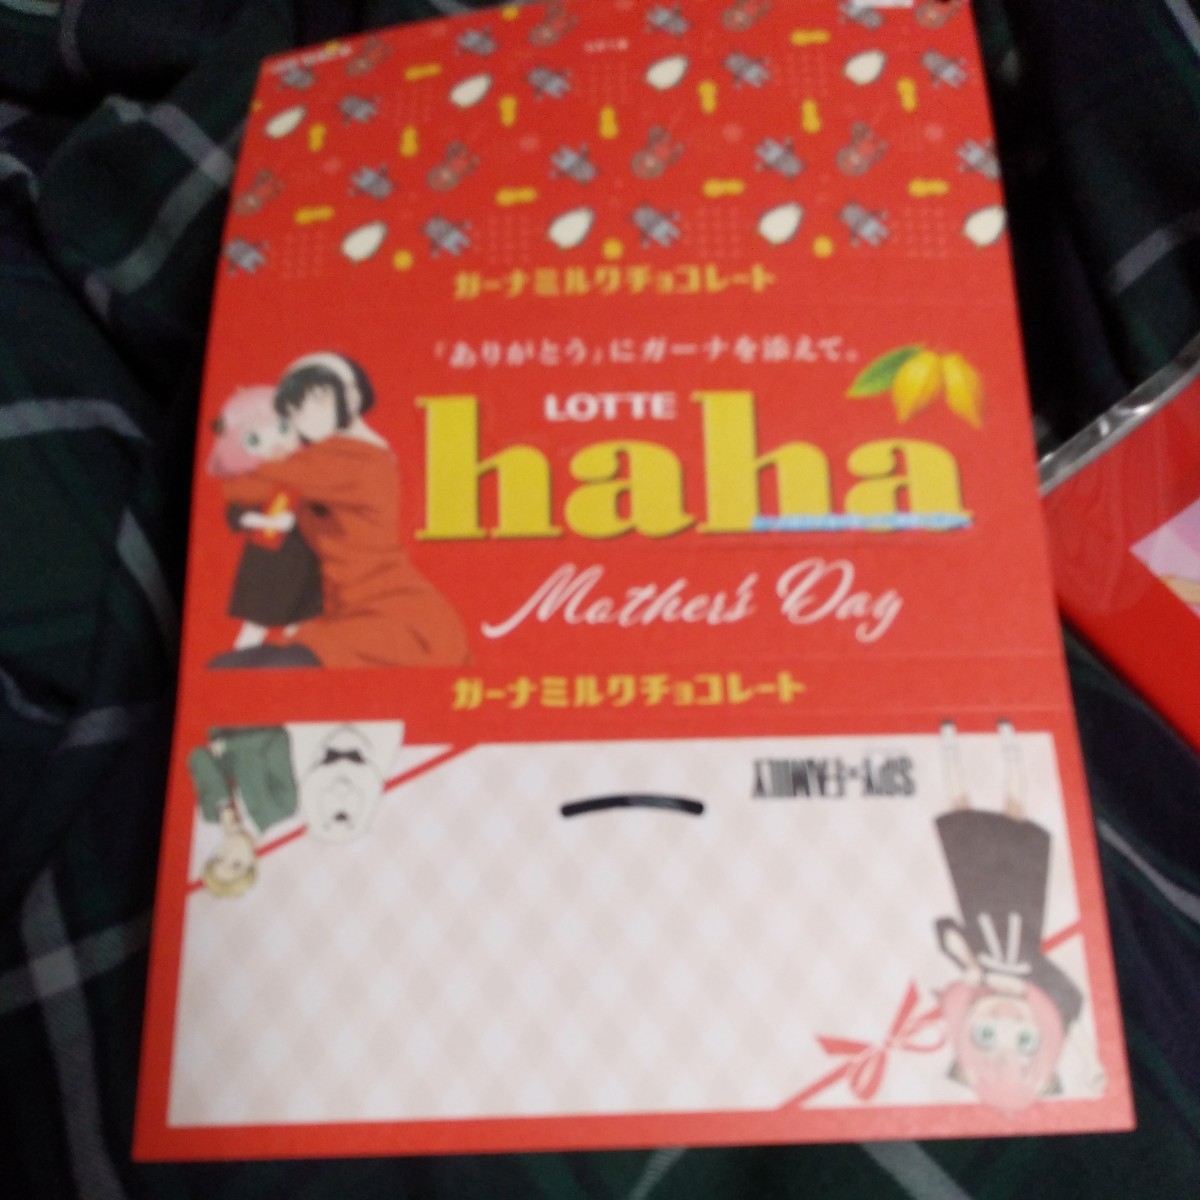 ガーナミルクチョコレート
「ありがとう」にガーナを添えて。
LOTTE
haha
Mother's Day
ガーナミルクチョコレート
SPY×FAMILY